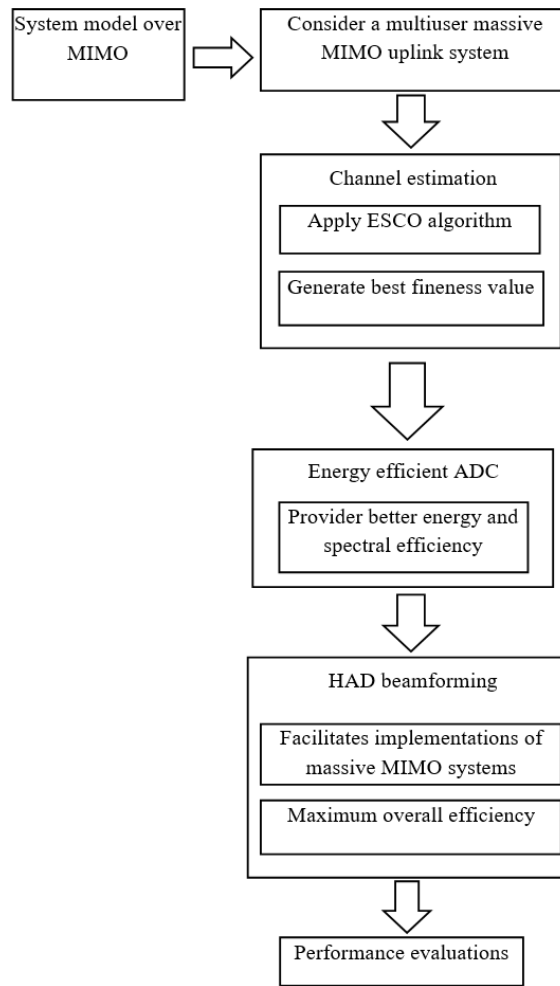 System model over
MIMO
Consider a multiuser massive
MIMO uplink system
Channel estimation
Apply ESCO algorithm
Generate best fineness value
Energy efficient ADC
Provider better energy and
spectral efficiency
HAD beamforming
Facilitates implementations of
massive MIMO systems
Maximum overall efficiency
Performance evaluations